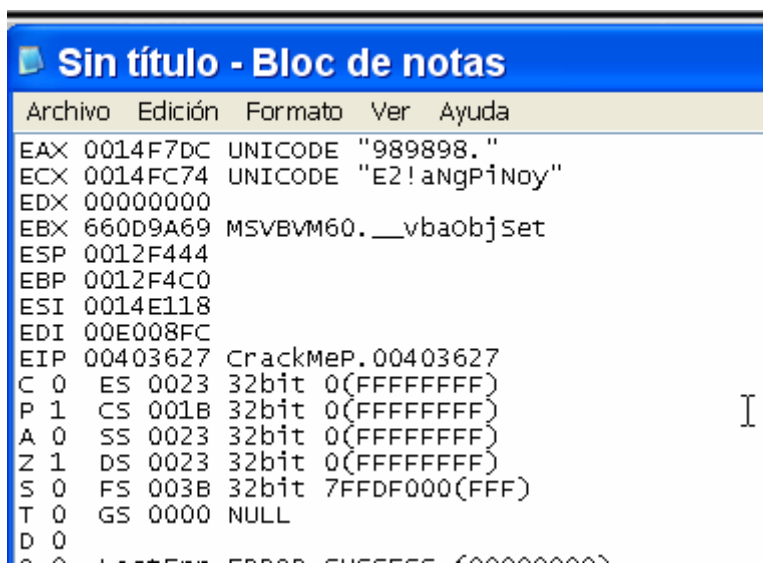 Sin título - Bloc de notas
Archivo Edición Formato Ver Ayuda
EAX 0014F7DC UNICODE "989898."
ECX 0014FC74 UNICODE "E2!aNgPiNoy"
EDX 00000000
EBX 660D9A69 MSVBVM60.__vbaObjSet
ESP 0012F444
EBP 0012F4C0
ESI 0014E118
EDI 00E008FC
EIP 00403627 CrackMeP.00403627
C 0 ES 0023 32bit 0(FFFFFFFF)
P 1 CS 001B 32bit 0(FFFFFFFF)
A 0 SS 0023 32bit 0(FFFFFFFF)
Z 1 DS 0023 32bit 0(FFFFFFFF)
S 0 FS 003B 32bit 7FFDF000(FFF)
T 0 GS 0000 NULL
D 0